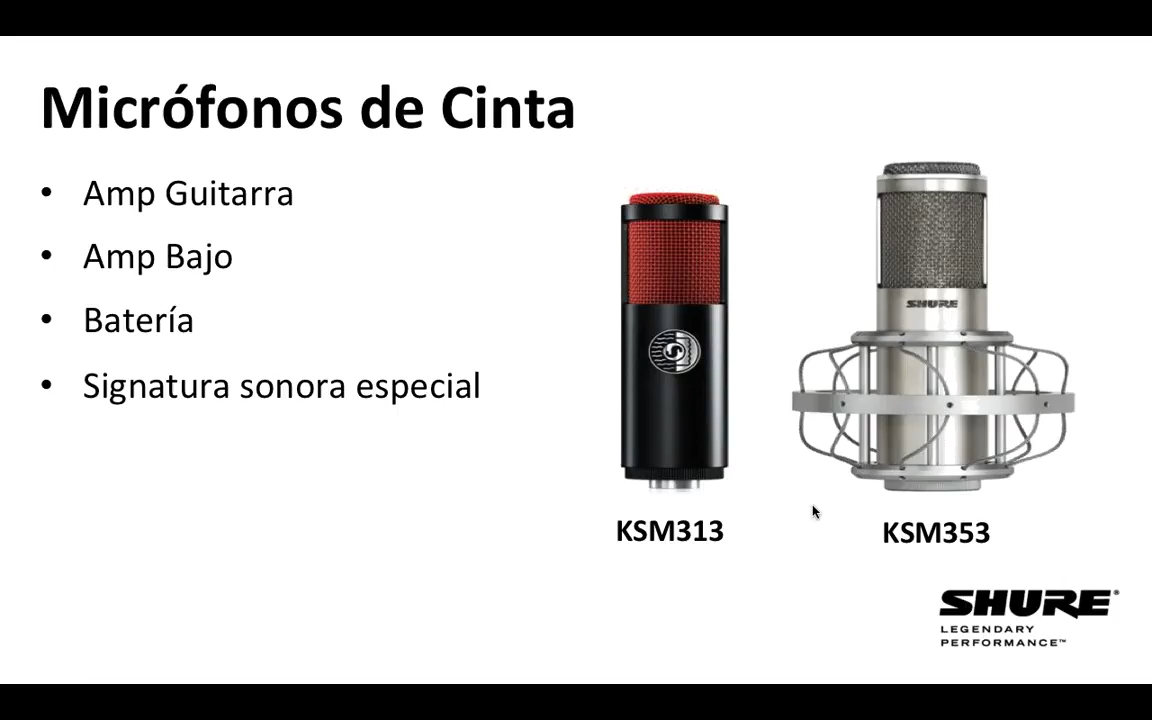 Micrófonos de Cinta
• Amp Guitarra
• Amp Bajo
• Batería
• Signatura sonora especial
SHURE
KSM313
KSM353
SHURE®
LEGENDARY
PERFORMANCE™